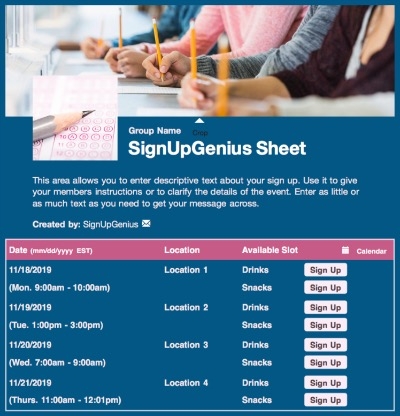 Group Name
Crop
SignUpGenius Sheet
This area allows you to enter descriptive text about your sign up. Use it to give
your members instructions or to clarify the details of the event. Enter as little or
as much text as you need to get your message across.
Created by: SignUpGenius
Date (mm/dd/yyyy EST) Location Available Slot Calendar
11/18/2019 Location 1 Drinks Sign Up
(Mon. 9:00am - 10:00am) Snacks Sign Up
11/19/2019 Location 2 Drinks Sign Up
(Tue. 1:00pm - 3:00pm) Snacks Sign Up
11/20/2019 Location 3 Drinks Sign Up
(Wed. 7:00am - 9:00am) Snacks Sign Up
11/21/2019 Location 4 Drinks Sign Up
(Thurs. 11:00am - 12:01pm) Snacks Sign Up